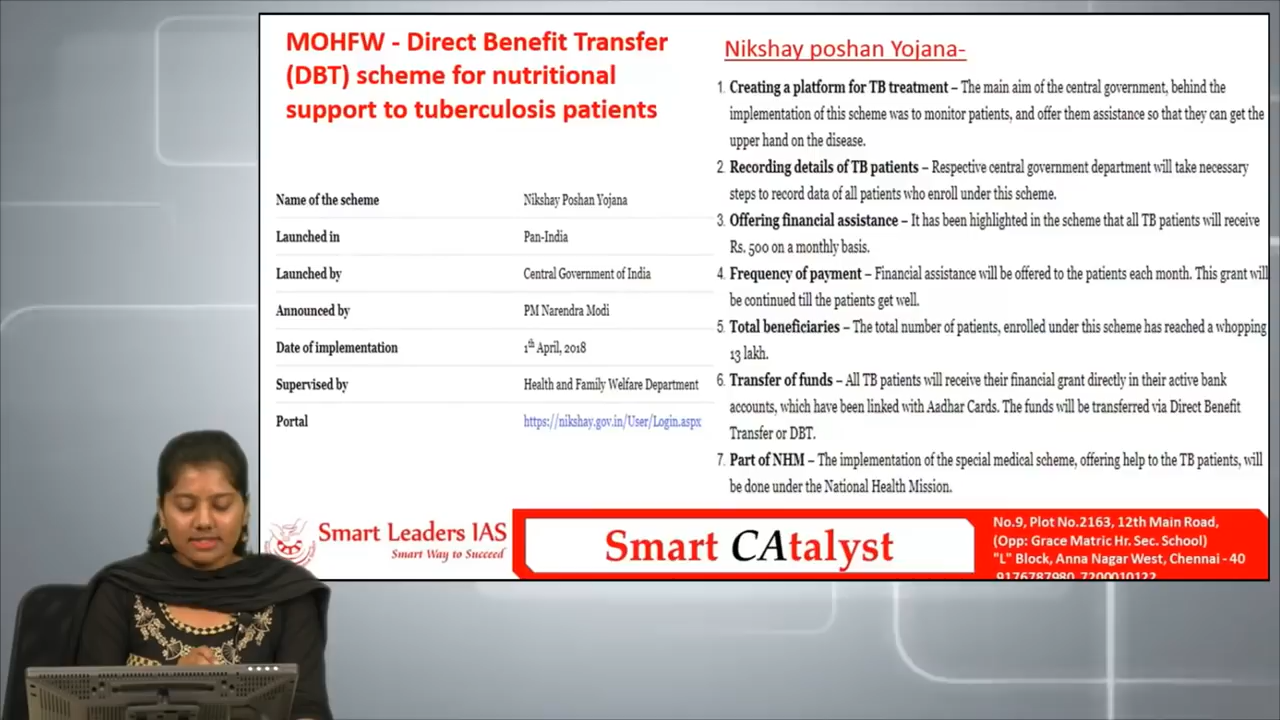 MOHFW - Direct Benefit Transfer
(DBT) scheme for nutritional
support to tuberculosis patients
Name of the scheme Nikshay Poshan Yojana
Launched in Pan-India
Launched by Central Government of India
Announced by PM Narendra Modi
Date of implementation 1th April, 2018
Supervised by Health and Family Welfare Department
Portal https://nikshay.gov.in/User/Login.aspx
Nikshay poshan Yojana-
1. Creating a platform for TB treatment – The main aim of the central government, behind the
implementation of this scheme was to monitor patients, and offer them assistance so that they can get the
upper hand on the disease.
2. Recording details of TB patients – Respective central government department will take necessary
steps to record data of all patients who enroll under this scheme.
3. Offering financial assistance – It has been highlighted in the scheme that all TB patients will receive
Rs. 500 on a monthly basis.
4. Frequency of payment – Financial assistance will be offered to the patients each month. This grant will
be continued till the patients get well.
5. Total beneficiaries – The total number of patients, enrolled under this scheme has reached a whopping
13 lakh.
6. Transfer of funds – All TB patients will receive their financial grant directly in their active bank
accounts, which have been linked with Aadhar Cards. The funds will be transferred via Direct Benefit
Transfer or DBT.
7. Part of NHM – The implementation of the special medical scheme, offering help to the TB patients, will
be done under the National Health Mission.
Smart Leaders IAS
Smart Way to Succeed
Smart CAtalyst
No.9, Plot No.2163, 12th Main Road,
(Opp: Grace Matric Hr. Sec. School)
"L" Block, Anna Nagar West, Chennai - 40
9176787980, 7200010122